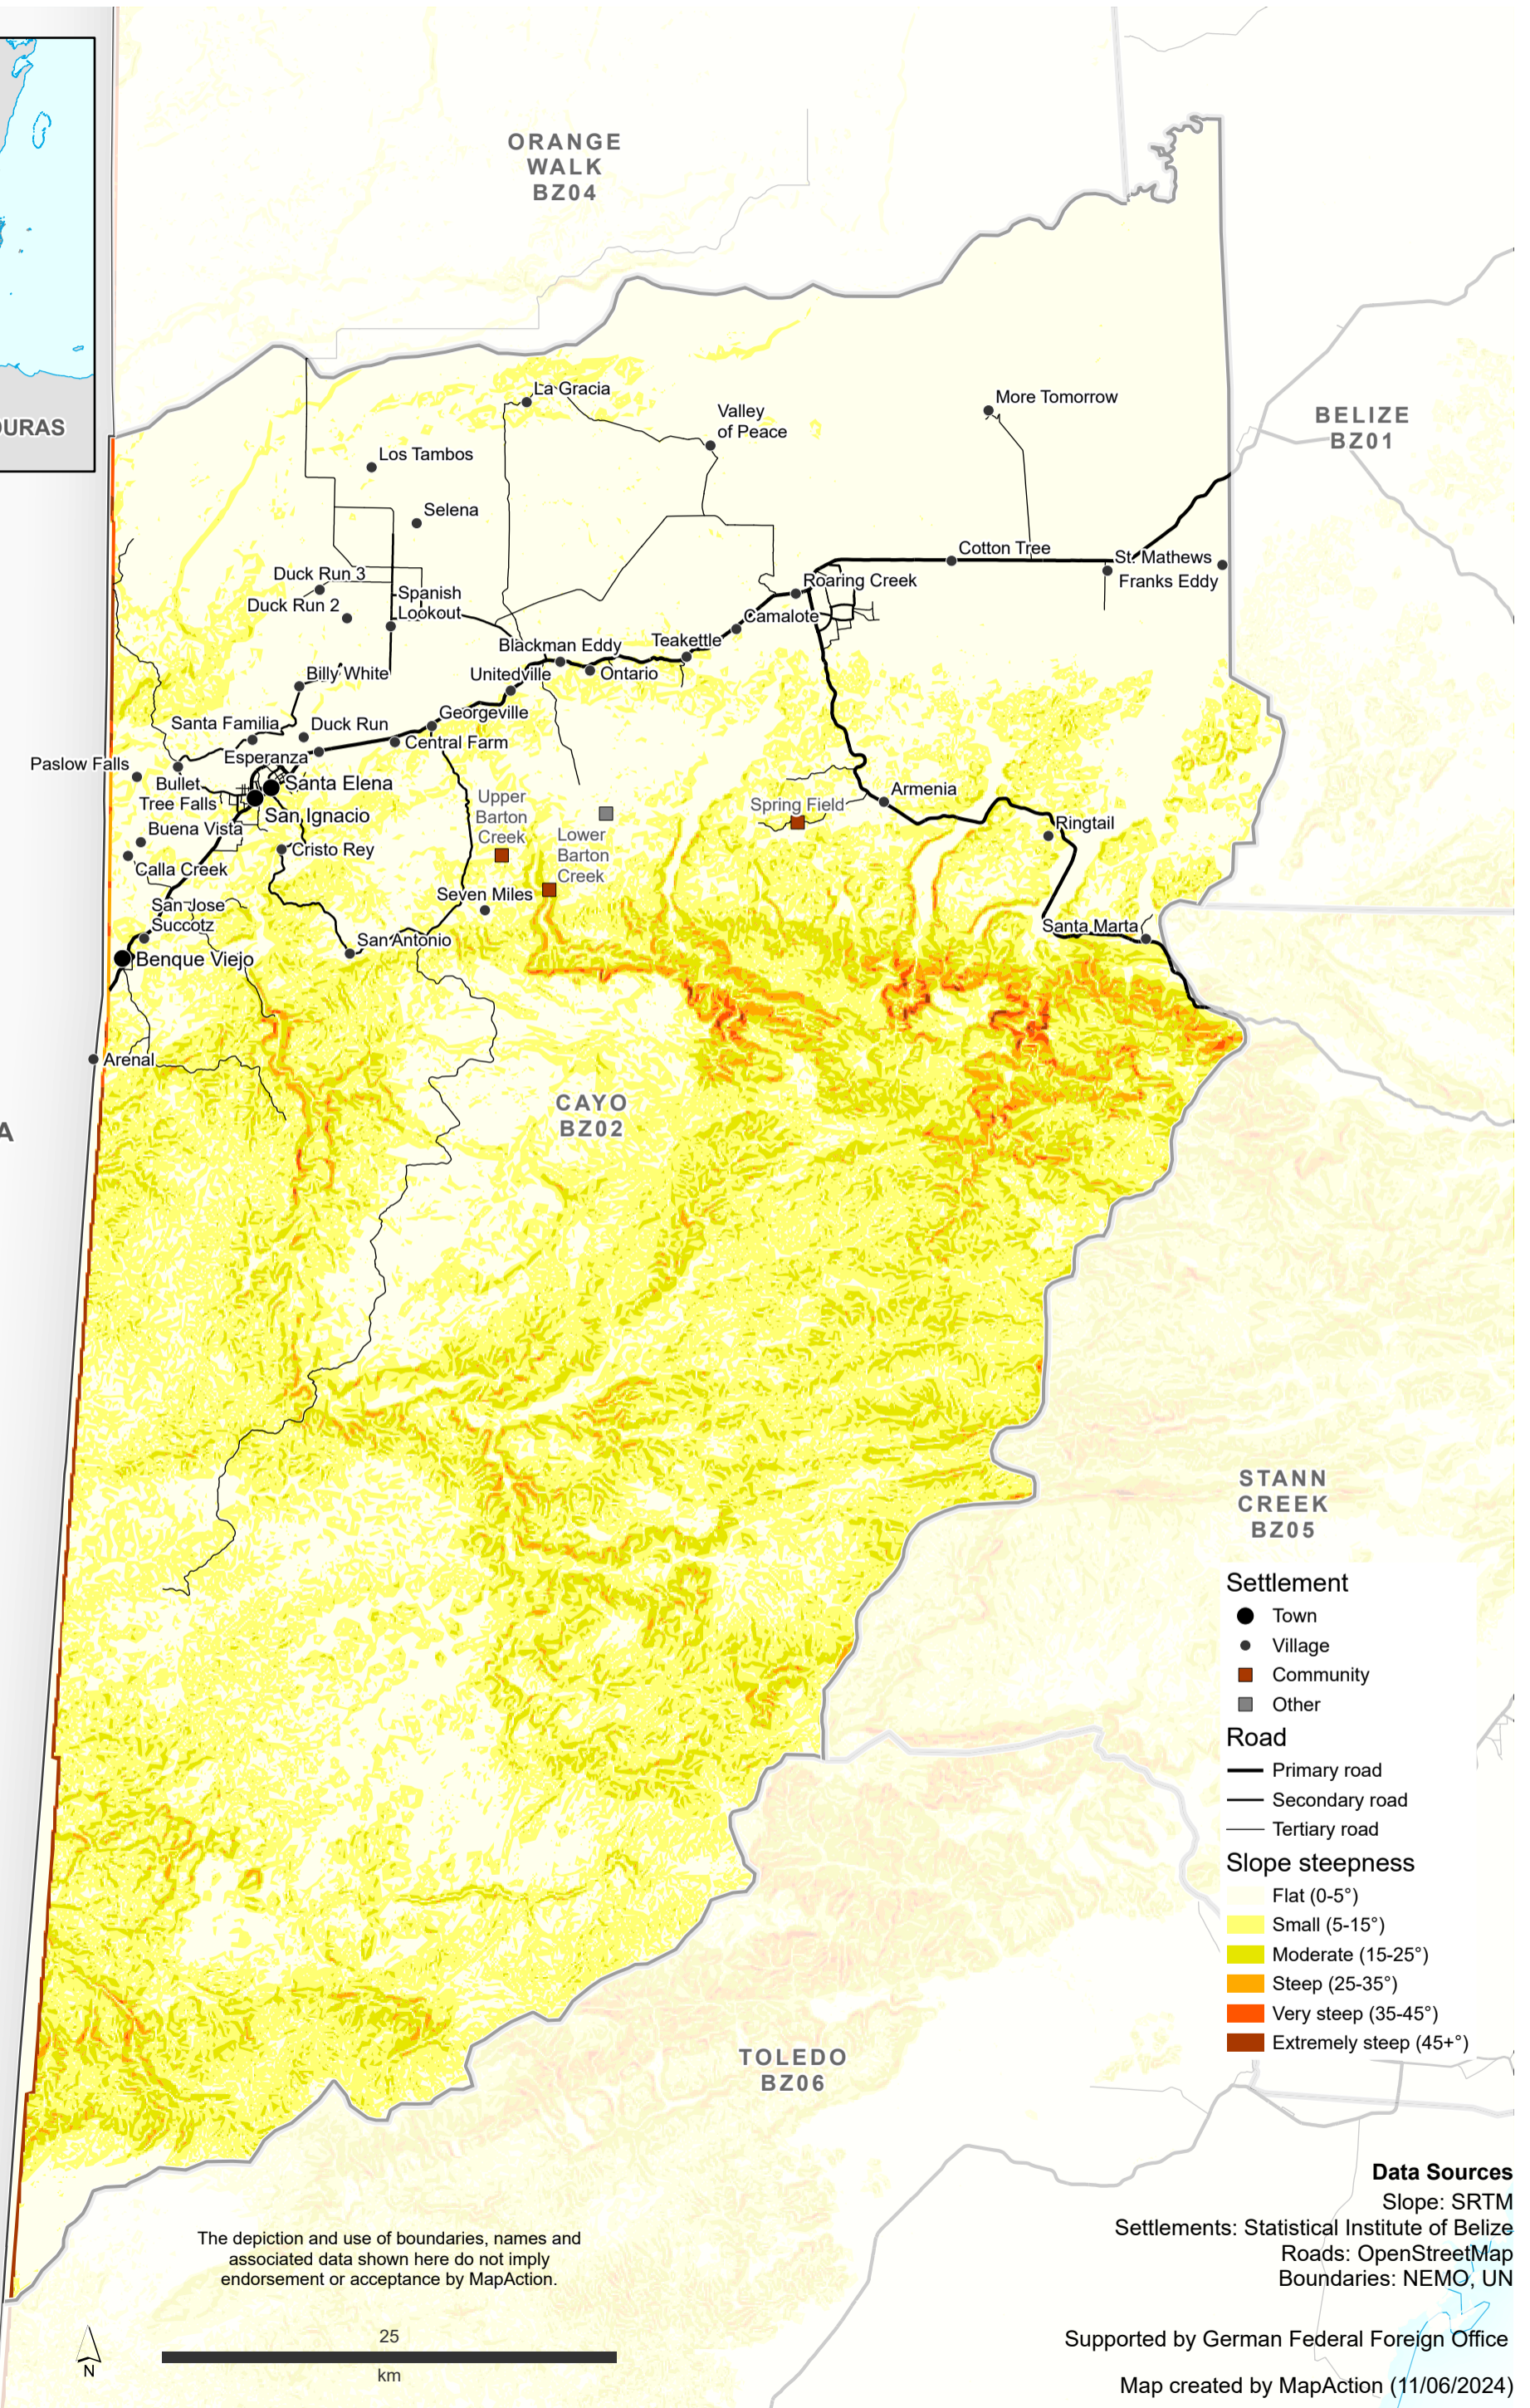 ORANGE
WALK
BZ04
DURAS
La Gracia
More Tomorrow
Valley
of Peace
BELIZE
BZ01
Los Tambos
Selena
Cotton Tree
St. Mathews
Duck Run 3
Roaring Creek
Franks Eddy
Spanish
Lookout
Duck Run 2
Camalote
Blackman Eddy
Teakettle
Billy White
Unitedville
Ontario
Georgeville
Santa Familia
Duck Run
Central Farm
Paslow Falls
Esperanza
Bullet
Tree Falls
Santa Elena
Armenia
Upper
Barton
Creek
Spring Field
San Ignacio
Ringtail
Buena Vista
Lower
Barton
Creek
Cristo Rey
Calla Creek
Seven Miles
San Jose
Succotz
Santa Marta
San Antonio
Benque Viejo
Arenal
CAYO
BZ02
A
STANN
CREEK
BZ05
Settlement
Town
Village
Community
Other
Road
Primary road
Secondary road
Tertiary road
Slope steepness
Flat (0-5°)
Small (5-15°)
Moderate (15-25°)
Steep (25-35°)
Very steep (35-45°)
Extremely steep (45+°)
TOLEDO
BZ06
Data Sources
Slope: SRTM
Settlements: Statistical Institute of Belize
Roads: OpenStreetMap
Boundaries: NEMO, UN
The depiction and use of boundaries, names and
associated data shown here do not imply
endorsement or acceptance by MapAction.
25
km
N
Supported by German Federal Foreign Office
Map created by MapAction (11/06/2024)